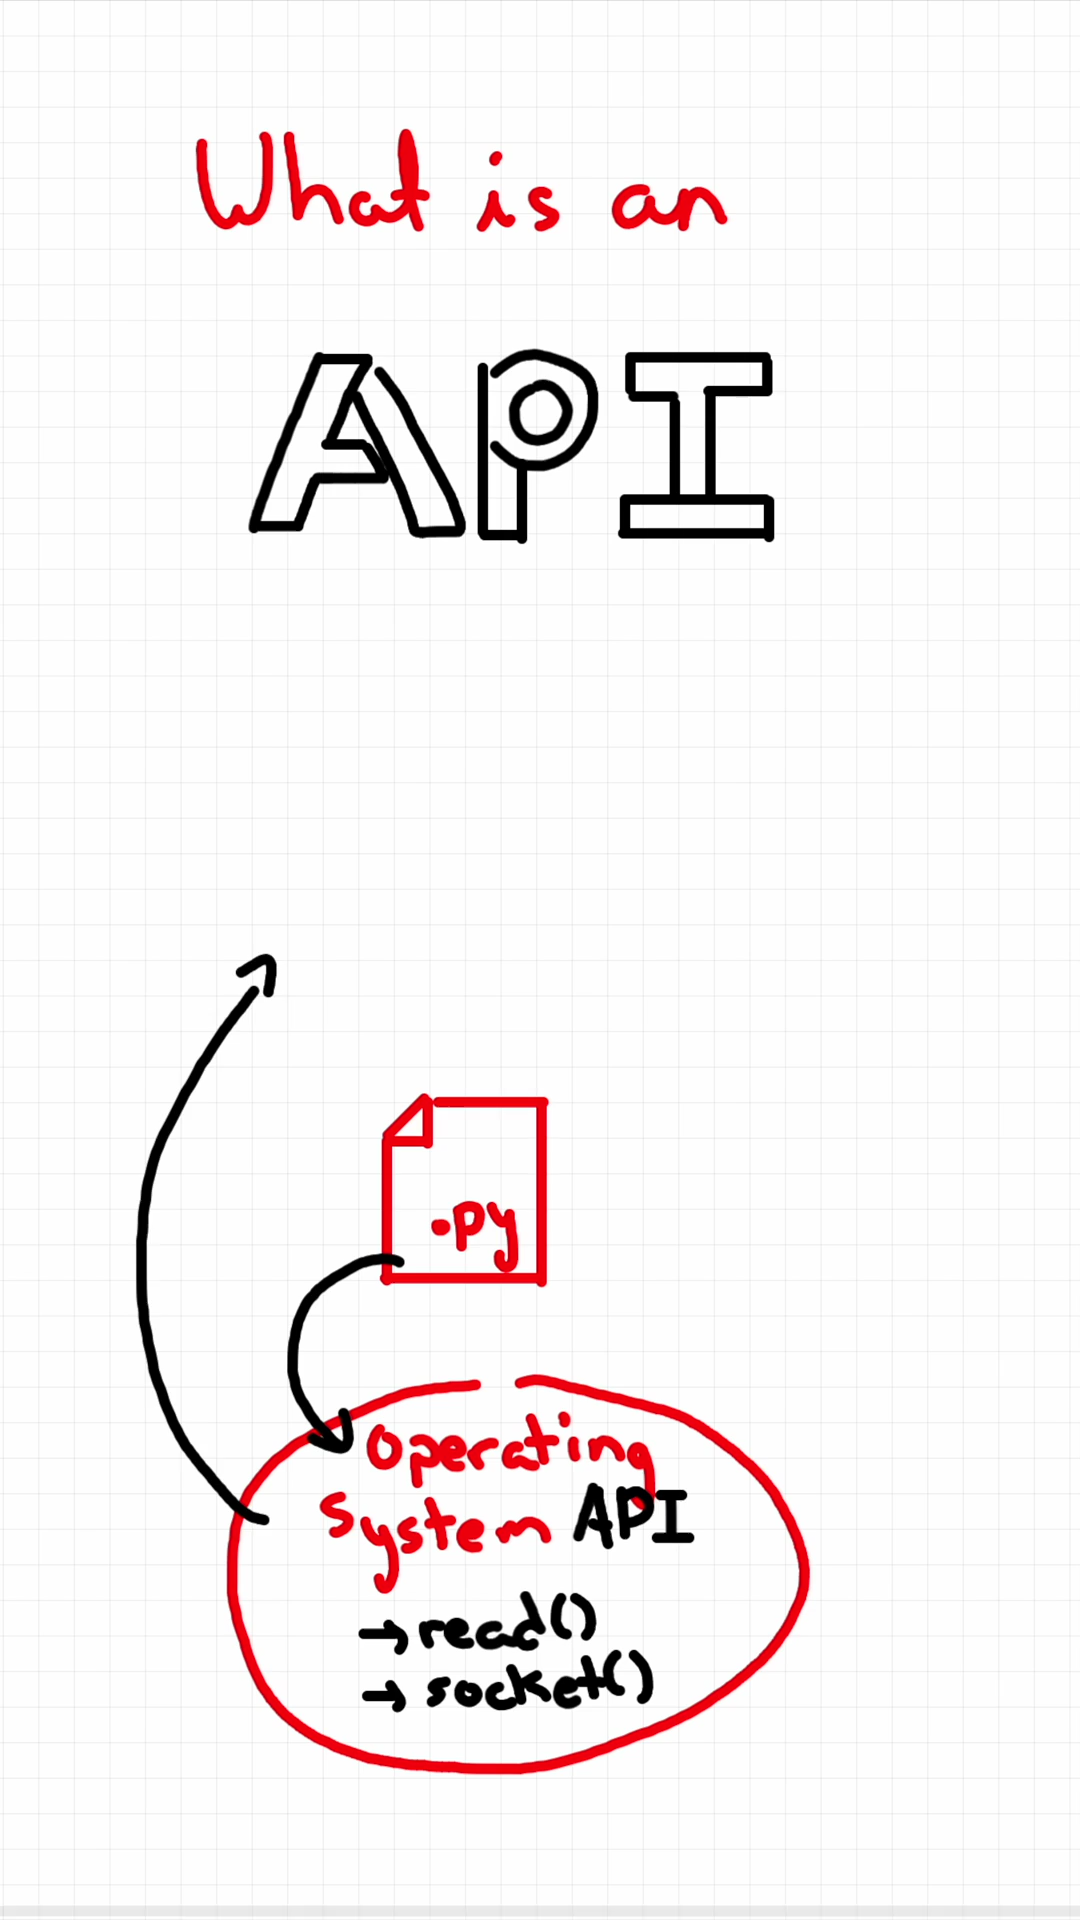 What is an
API
.py
operating
system API
→ read()
→ socket()